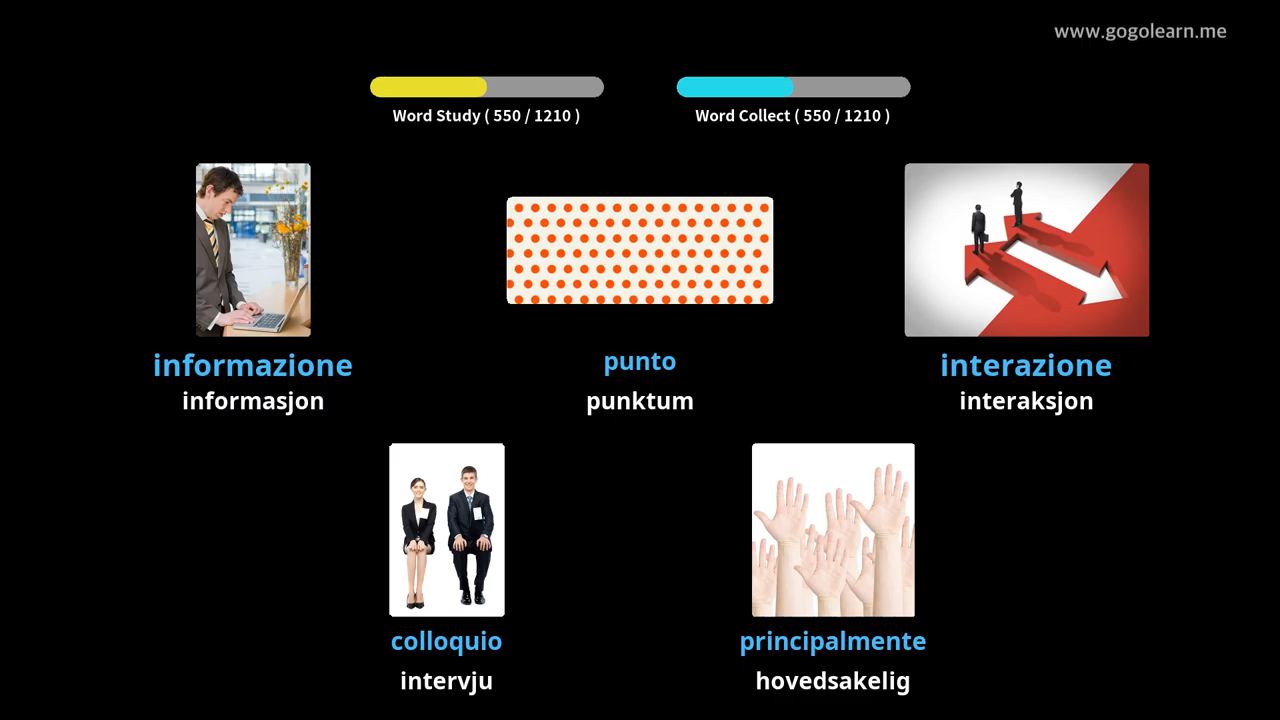 www.gogolearn.me
Word Study ( 550 / 1210 )
Word Collect ( 550 / 1210 )
informazione
informasjon
punto
punktum
interazione
interaksjon
colloquio
intervju
principalmente
hovedsakelig